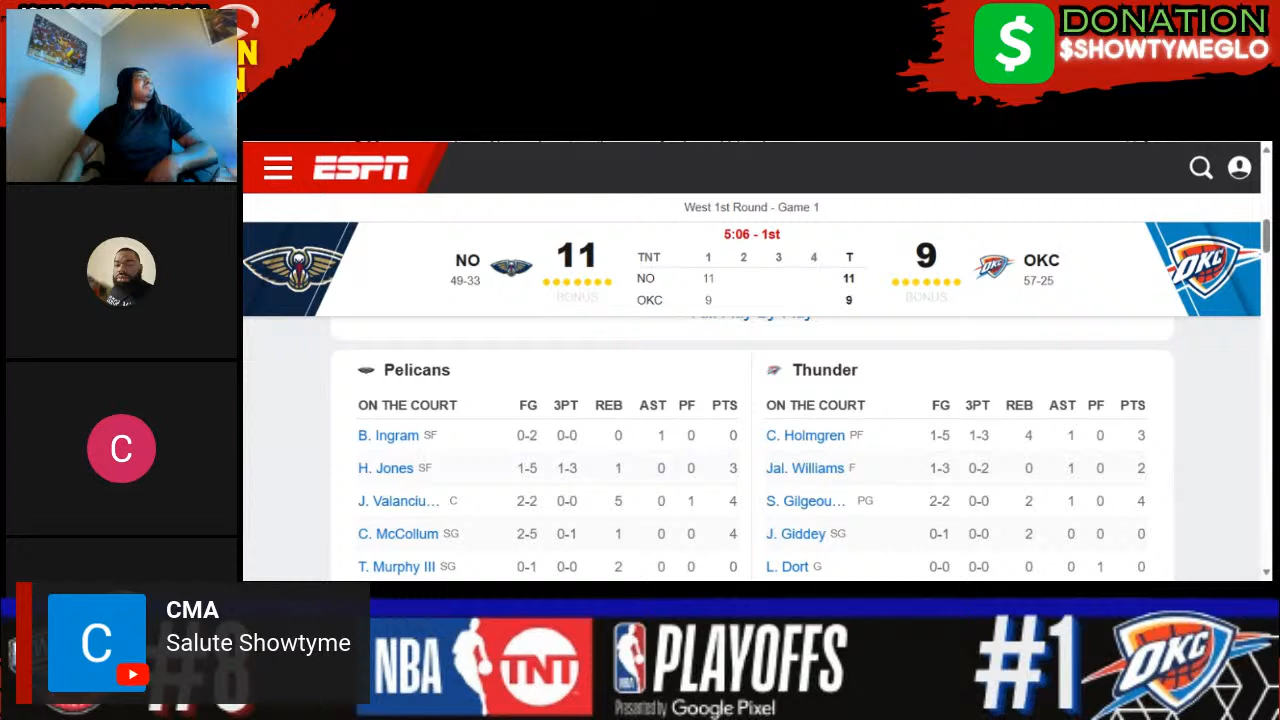 DONATION
$SHOWTYMEGLO
ESPN
West 1st Round - Game 1
5:06 - 1st
NO 11 TNT 1 2 3 4 T 9 OKC
49-33 NO 11 11 57-25
BONUS OKC 9 9 BONUS
Pelicans
ON THE COURT FG 3PT REB AST PF PTS
B. Ingram SF 0-2 0-0 0 1 0 0
H. Jones SF 1-5 1-3 1 0 0 3
J. Valanciu... C 2-2 0-0 5 0 1 4
C. McCollum SG 2-5 0-1 1 0 0 4
T. Murphy III SG 0-1 0-0 2 0 0 0
Thunder
ON THE COURT FG 3PT REB AST PF PTS
C. Holmgren PF 1-5 1-3 4 1 0 3
Jal. Williams F 1-3 0-2 0 1 0 2
S. Gilgeou... PG 2-2 0-0 2 1 0 4
J. Giddey SG 0-1 0-0 2 0 0 0
L. Dort G 0-0 0-0 0 0 1 0
C
C
CMA
Salute Showtyme
#8
NBA TNT
NBA PLAYOFFS
Presented by Google Pixel
#1 OKC